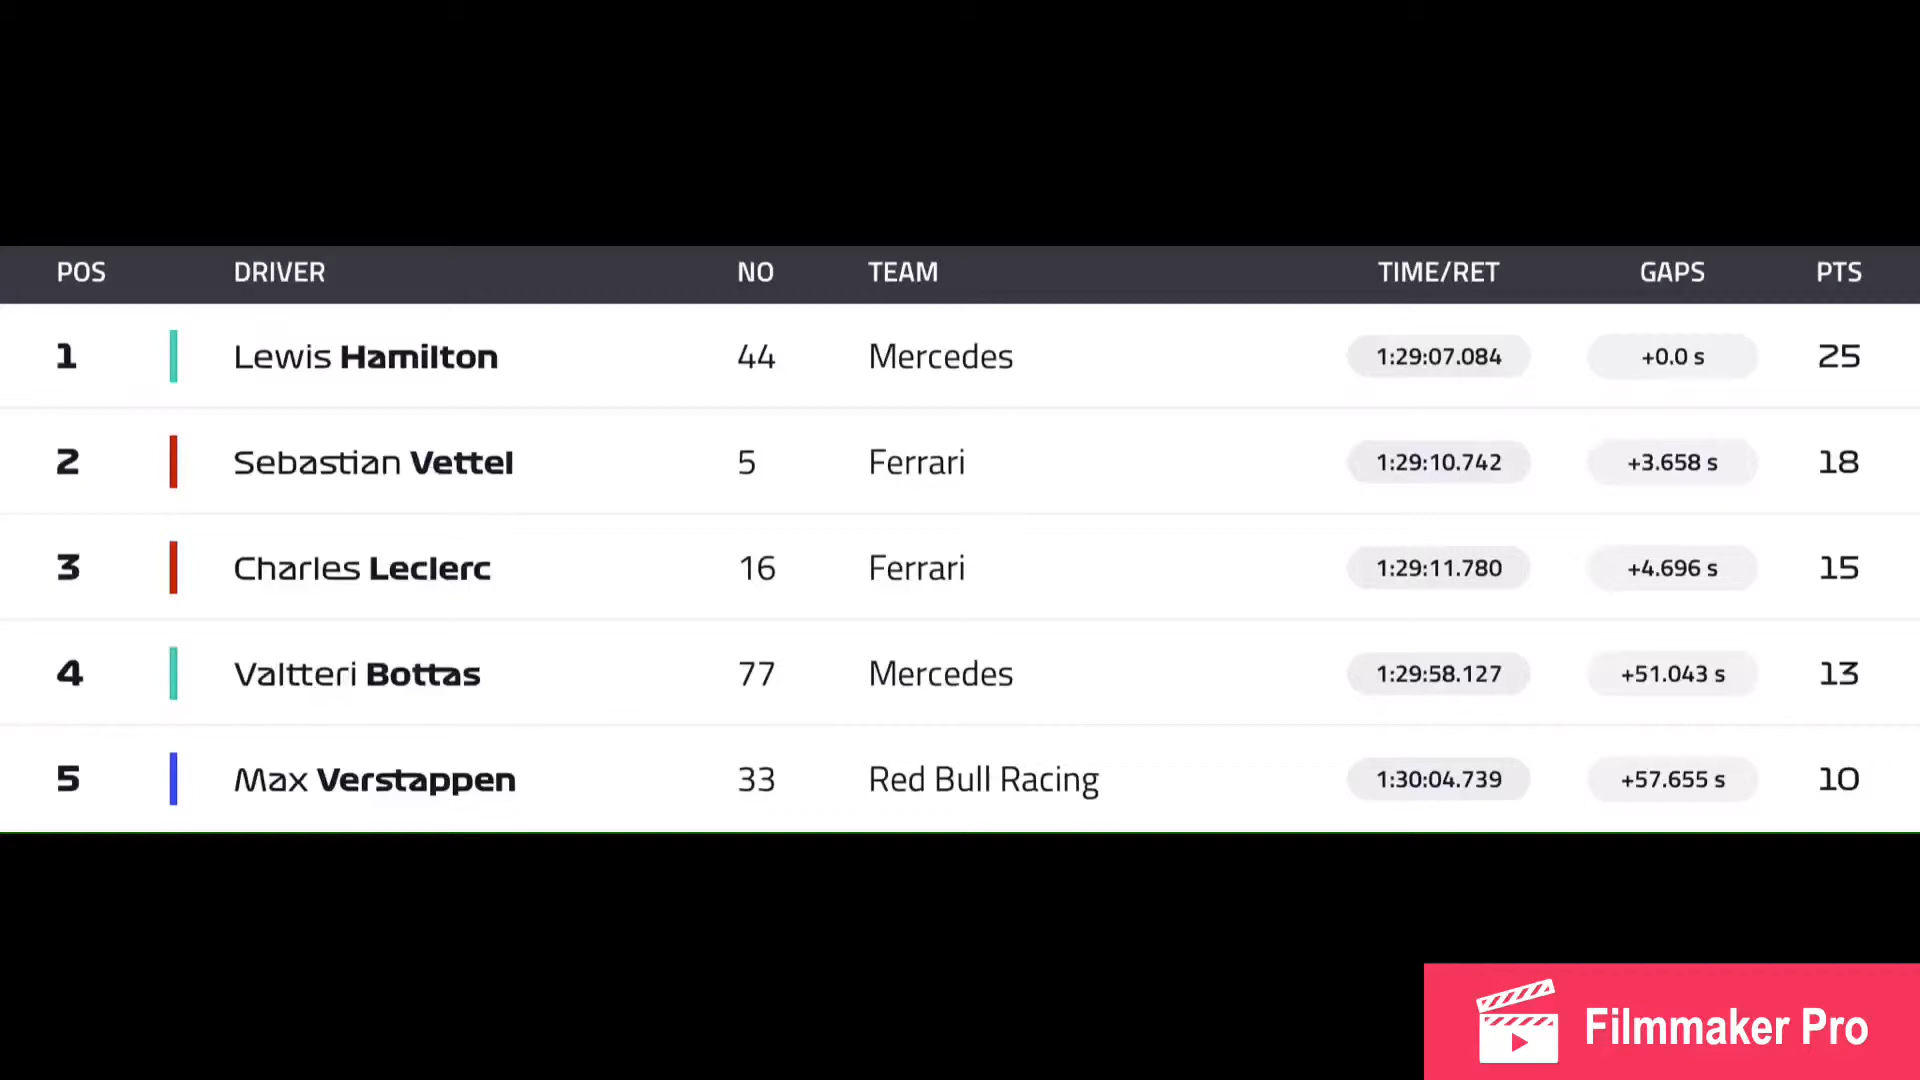 POS DRIVER NO TEAM TIME/RET GAPS PTS
1 Lewis Hamilton 44 Mercedes 1:29:07.084 +0.0 s 25
2 Sebastian Vettel 5 Ferrari 1:29:10.742 +3.658 s 18
3 Charles Leclerc 16 Ferrari 1:29:11.780 +4.696 s 15
4 Valtteri Bottas 77 Mercedes 1:29:58.127 +51.043 s 13
5 Max Verstappen 33 Red Bull Racing 1:30:04.739 +57.655 s 10
Filmmaker Pro